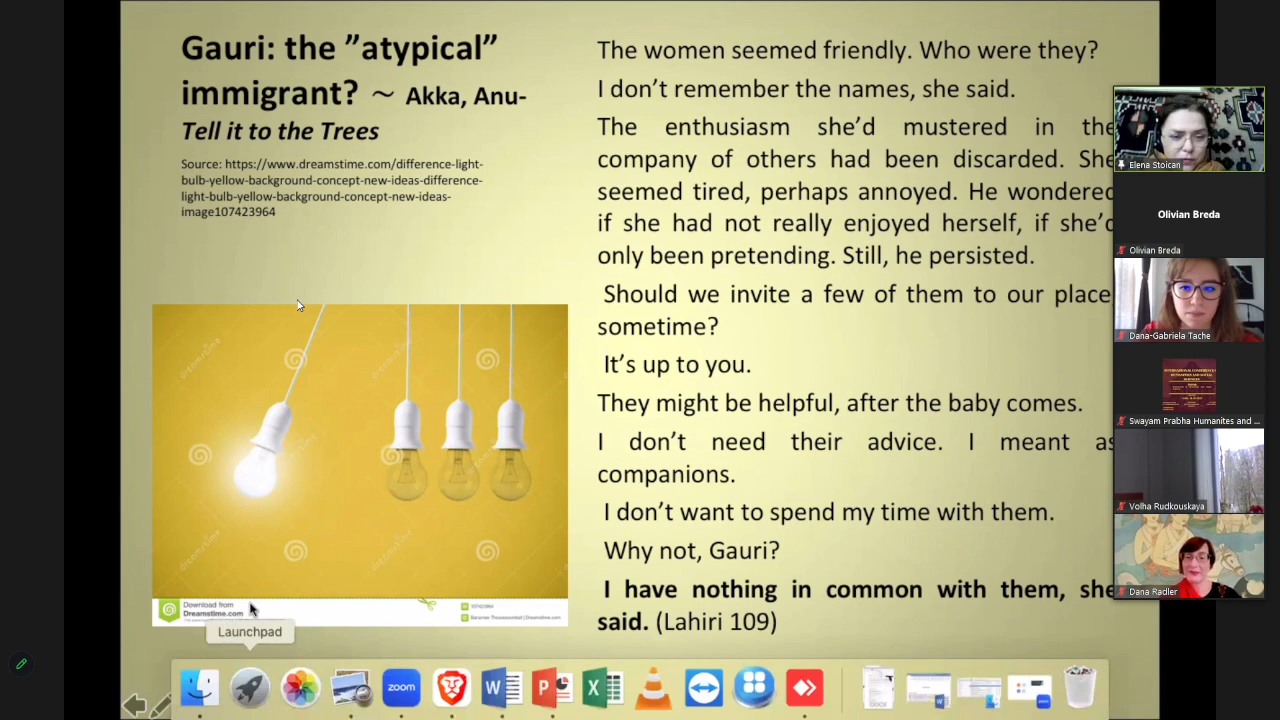 Gauri: the ”atypical”
immigrant? ~ Akka, Anu-
Tell it to the Trees
Source: https://www.dreamstime.com/difference-light-
bulb-yellow-background-concept-new-ideas-difference-
light-bulb-yellow-background-concept-new-ideas-
image107423964
dreamstime
Download from
Dreamstime.com
107423964
The women seemed friendly. Who were they?
I don’t remember the names, she said.
The enthusiasm she’d mustered in the
company of others had been discarded. She
seemed tired, perhaps annoyed. He wondered
if she had not really enjoyed herself, if she’d
only been pretending. Still, he persisted.
Should we invite a few of them to our place,
sometime?
It’s up to you.
They might be helpful, after the baby comes.
I don’t need their advice. I meant as
companions.
I don’t want to spend my time with them.
Why not, Gauri?
I have nothing in common with them, she
said. (Lahiri 109)
Elena Stoican
Olivian Breda
Olivian Breda
Dana-Gabriela Tache
Swayam Prabha Humanites and ...
Volha Rudkouskaya
Dana Radler
Launchpad
zoom